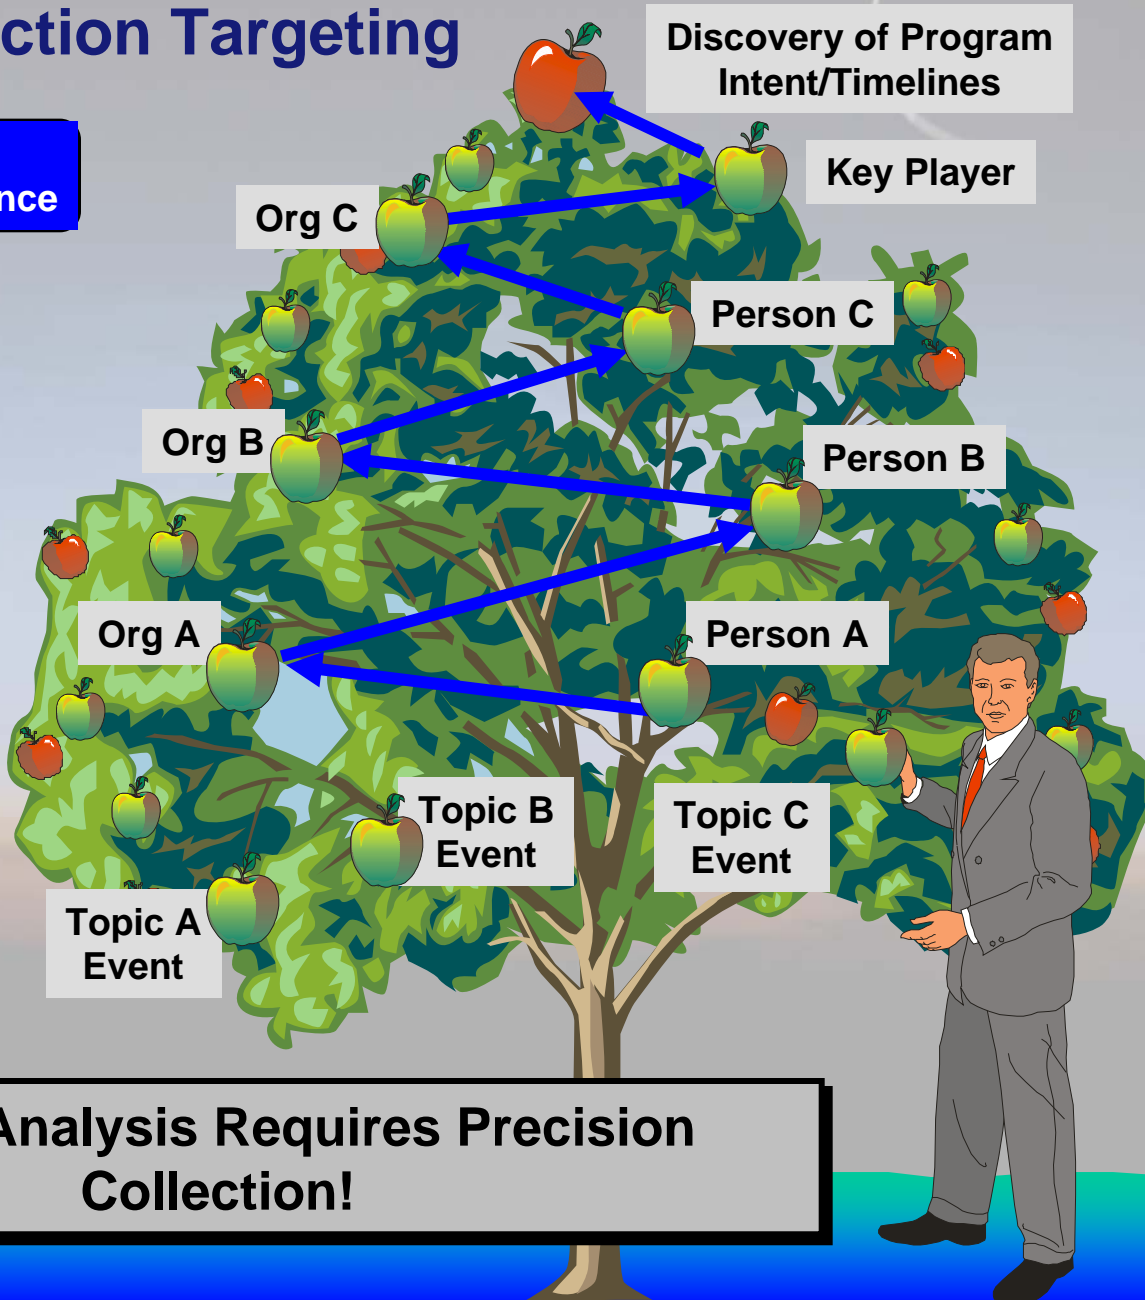 ction Targeting
Discovery of Program
Intent/Timelines
nce
Key Player
Org C
Person C
Org B
Person B
Org A
Person A
Topic B
Event
Topic C
Event
Topic A
Event
Analysis Requires Precision
Collection!